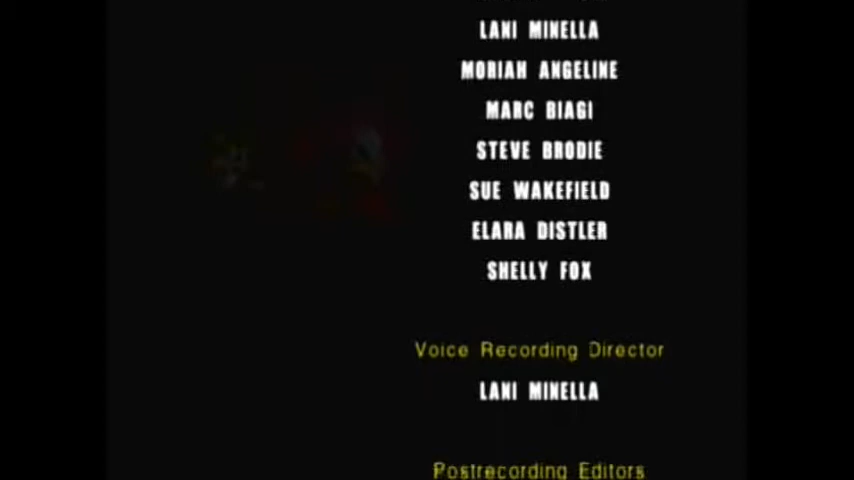 LANI MINELLA
MORIAH ANGELINE
MARC BIAGI
STEVE BRODIE
SUE WAKEFIELD
ELARA DISTLER
SHELLY FOX
Voice Recording Director
LANI MINELLA
Postrecording Editors